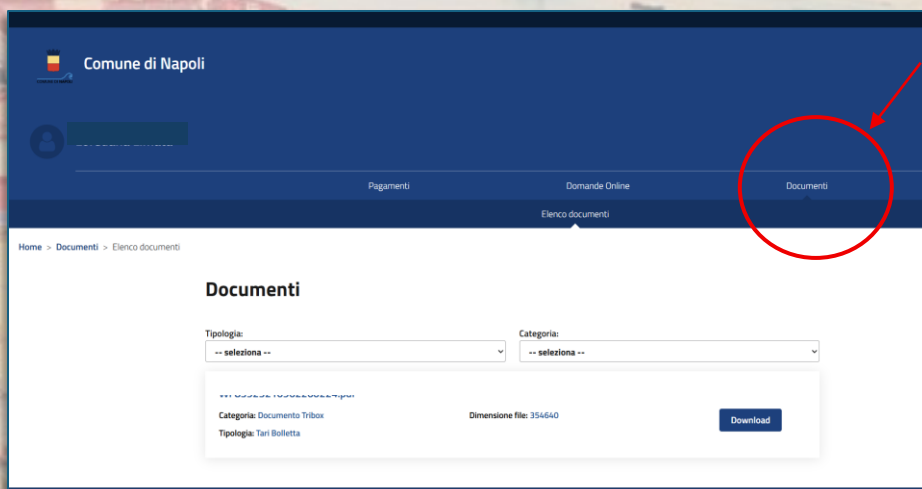 Comune di Napoli
Pagamenti Domande Online Documenti
Elenco documenti
Home > Documenti > Elenco documenti
Documenti
Tipologia: Categoria:
-- seleziona -- -- seleziona --
Categoria: Documento Tribox Dimensione file: 354640 Download
Tipologia: Tari Bolletta